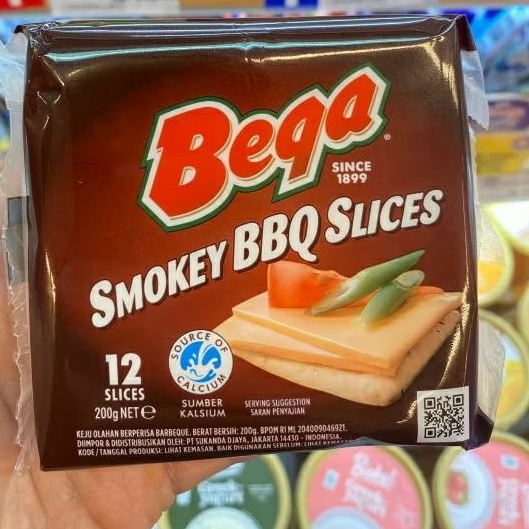 Bega®
SINCE
1899
SMOKEY BBQ SLICES
12
SLICES
200g NET ℮
SOURCE OF
CALCIUM
SUMBER
KALSIUM
SERVING SUGGESTION
SARAN PENYAJIAN
KEJU OLAHAN BERPERISA BARBEQUE. BERAT BERSIH: 200g. BPOM RI ML 204009046921.
DIIMPOR & DIDISTRIBUSIKAN OLEH: PT SUKANDA DJAYA, JAKARTA 14430 - INDONESIA.
KODE / TANGGAL PRODUKSI: LIHAT KEMASAN. BAIK DIGUNAKAN SEBELUM: LIHAT